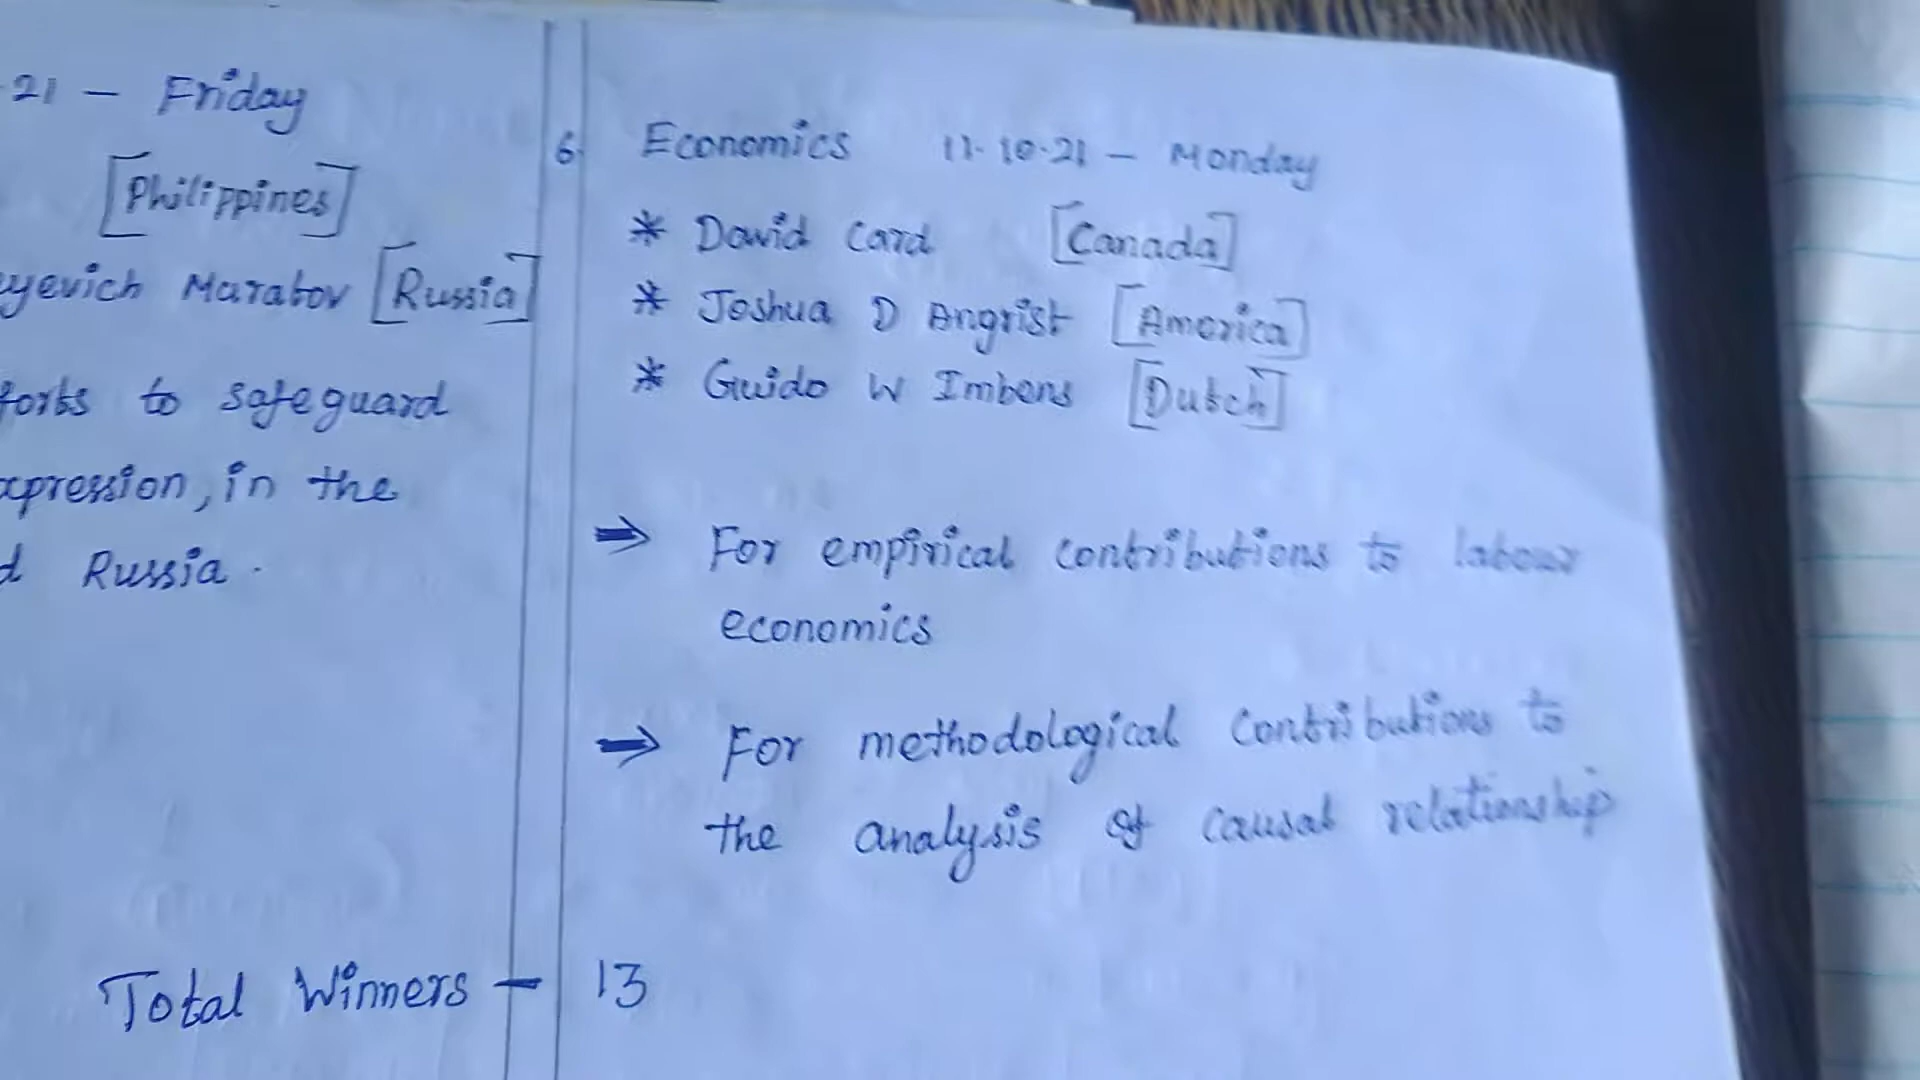 21 - Friday
[Philippines]
yevich Maratov [Russia]
forts to safeguard
xpression, in the
d Russia.
6. Economics 11-10-21 - Monday
* David Card [Canada]
* Joshua D Angrist [America]
* Guido W Imbens [Dutch]
⇒ For empirical contributions to labour
economics
⇒ For methodological contributions to
the analysis of causal relationship
Total Winners - 13